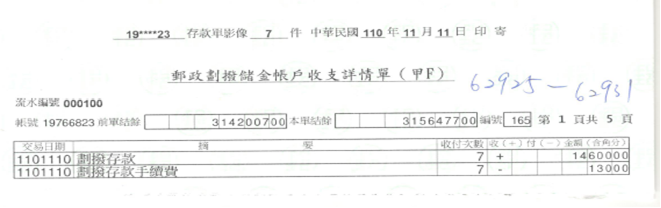 19****23 存款單影像 7 件 中華民國 110 年 11 月 11 日 印 寄
郵政劃撥儲金帳戶收支詳情單（甲F）
62925-62931
流水編號 000100
帳號 19766823 前單結餘 314200700 本單結餘 315647700 編號 165 第 1 頁共 5 頁
交易日期 摘 要 收付次數 收（+）付（-） 金額（含角分）
1101110 劃撥存款 7 + 1460000
1101110 劃撥存款手續費 7 - 13000